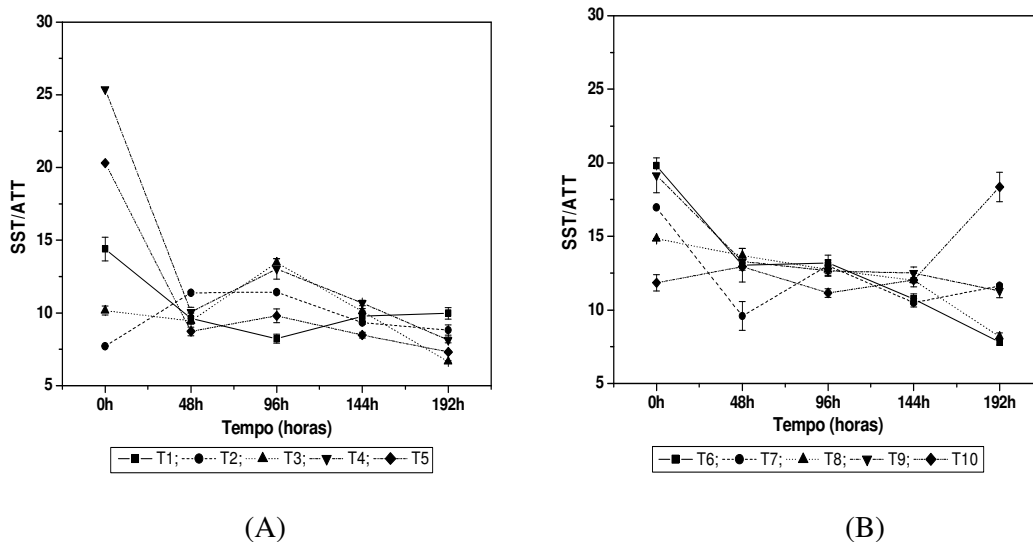 30
25
20
15
10
5
SST/ATT
0h 48h 96h 144h 192h
Tempo (horas)
T1; T2; T3; T4; T5
(A)
30
25
20
15
10
5
SST/ATT
0h 48h 96h 144h 192h
Tempo (horas)
T6; T7; T8; T9; T10
(B)